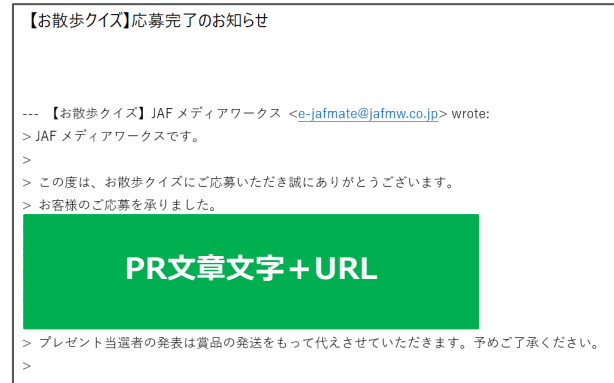 【お散歩クイズ】応募完了のお知らせ
--- 【お散歩クイズ】JAF メディアワークス <e-jafmate@jafmw.co.jp> wrote:
> JAF メディアワークスです。
>
> この度は、お散歩クイズにご応募いただき誠にありがとうございます。
> お客様のご応募を承りました。
PR文章文字＋URL
> プレゼント当選者の発表は賞品の発送をもって代えさせていただきます。予めご了承ください。
>